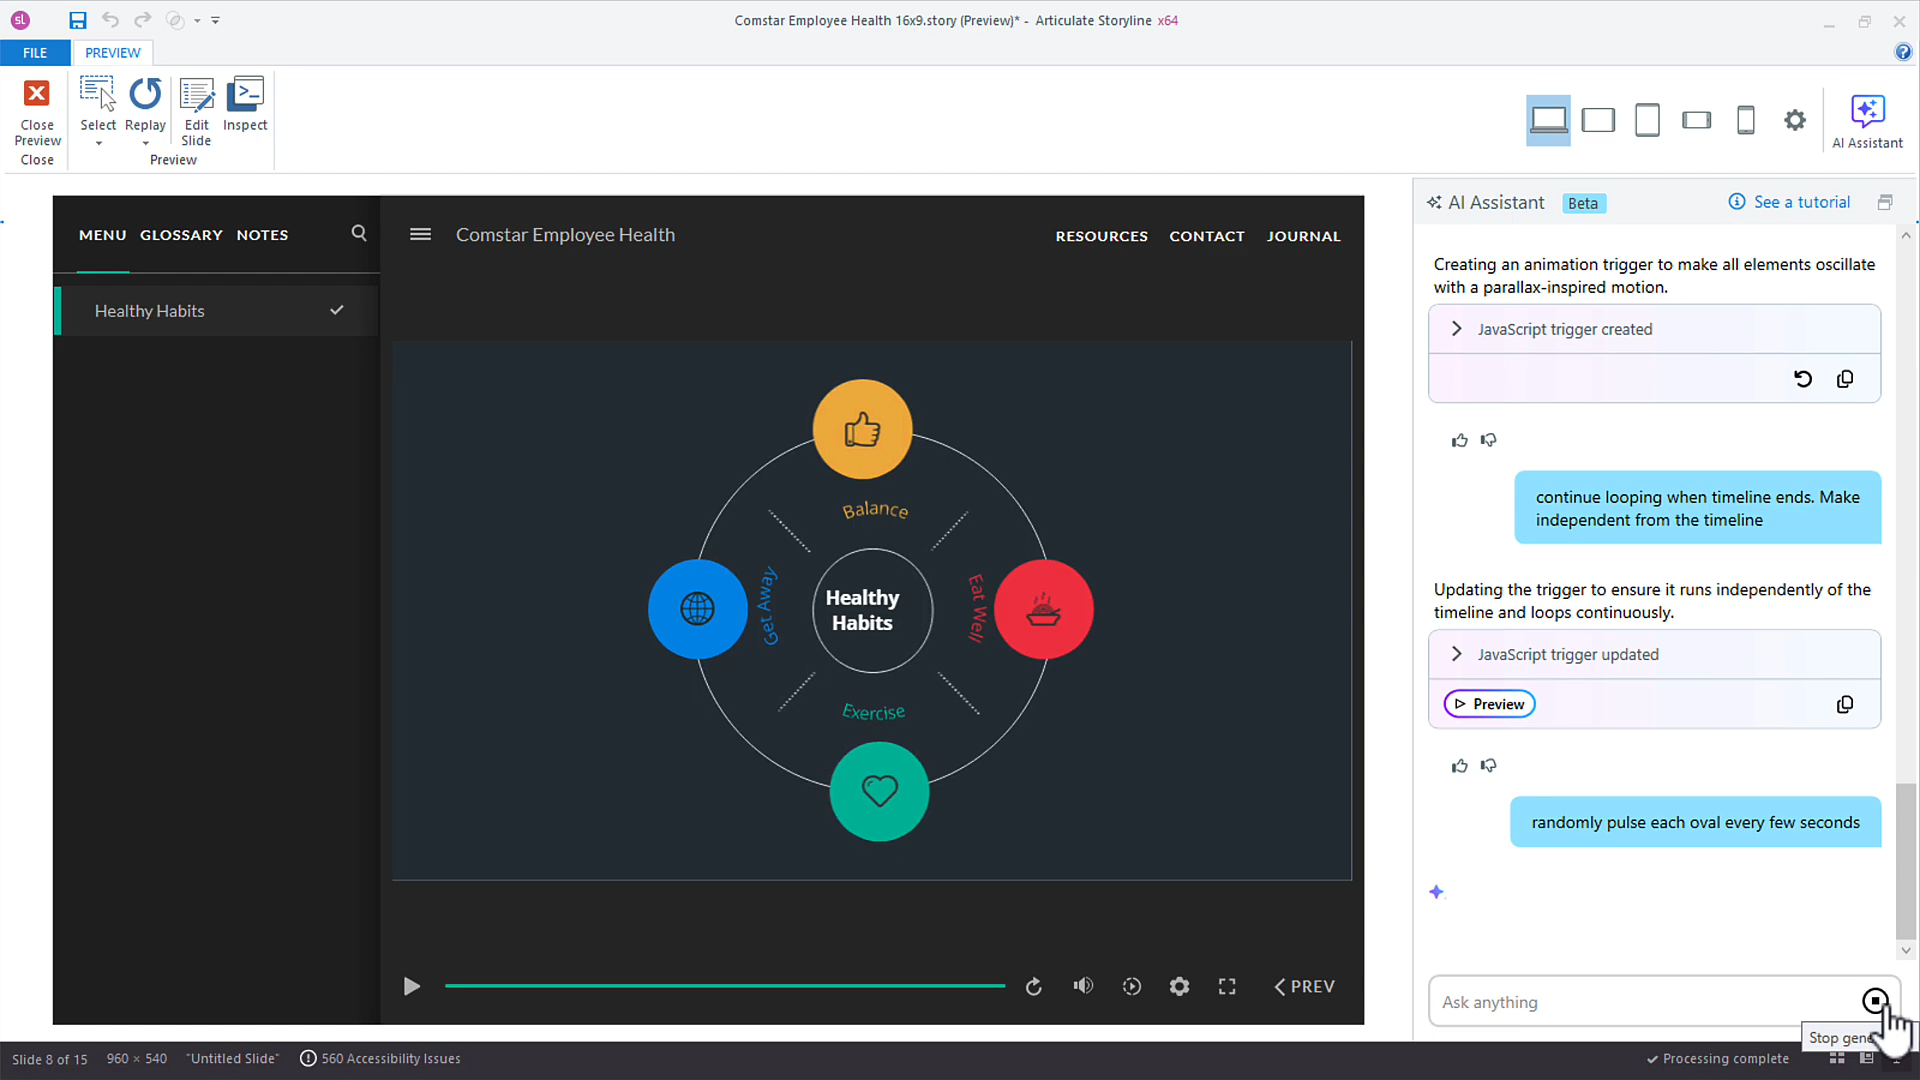 sL
Comstar Employee Health 16x9.story (Preview)* - Articulate Storyline x64
FILE
PREVIEW
?
Close
Preview
Select
Replay
Edit
Slide
Inspect
Close
Preview
AI Assistant
MENU
GLOSSARY
NOTES
Healthy Habits
Comstar Employee Health
RESOURCES
CONTACT
JOURNAL
Balance
Get Away
Healthy
Habits
Eat Well
Exercise
PREV
AI Assistant
Beta
See a tutorial
Creating an animation trigger to make all elements oscillate
with a parallax-inspired motion.
JavaScript trigger created
continue looping when timeline ends. Make
independent from the timeline
Updating the trigger to ensure it runs independently of the
timeline and loops continuously.
JavaScript trigger updated
Preview
randomly pulse each oval every few seconds
Ask anything
Stop gene
Slide 8 of 15
960 × 540
"Untitled Slide"
560 Accessibility Issues
Processing complete